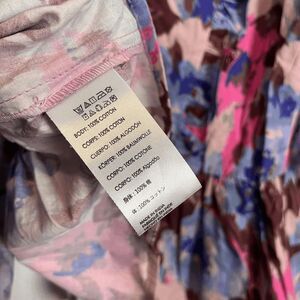 BODY: 100% COTTON
CORPS: 100% COTON
CUERPO: 100% ALGODÓN
KÖRPER: 100% BAUMWOLLE
CORPO: 100% COTONE
CORPO: 100% Algodão
身体：100% 棉
体：100% コットン
MADE IN INDIA